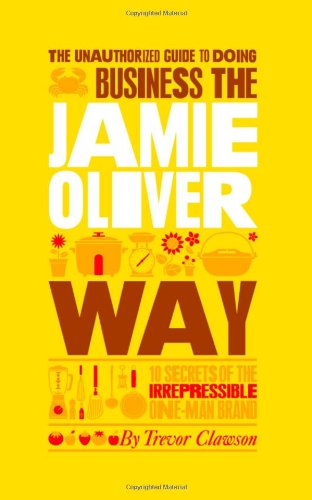 THE UNAUTHORIZED GUIDE TO DOING
BUSINESS THE
JAMIE
OLIVER
WAY
10 SECRETS OF THE
IRREPRESSIBLE
ONE-MAN BRAND
By Trevor Clawson